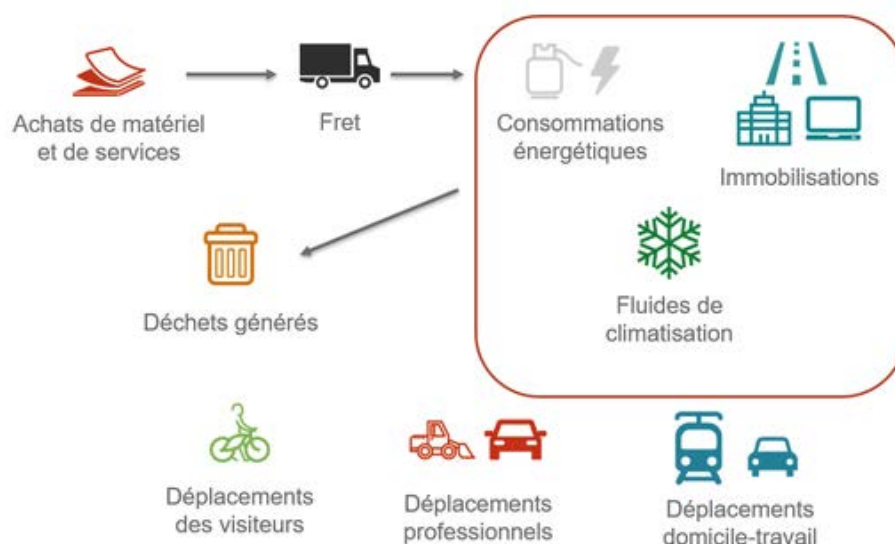 Achats de matériel
et de services
Fret
Consommations
énergétiques
Immobilisations
Déchets générés
Fluides de
climatisation
Déplacements
des visiteurs
Déplacements
professionnels
Déplacements
domicile-travail